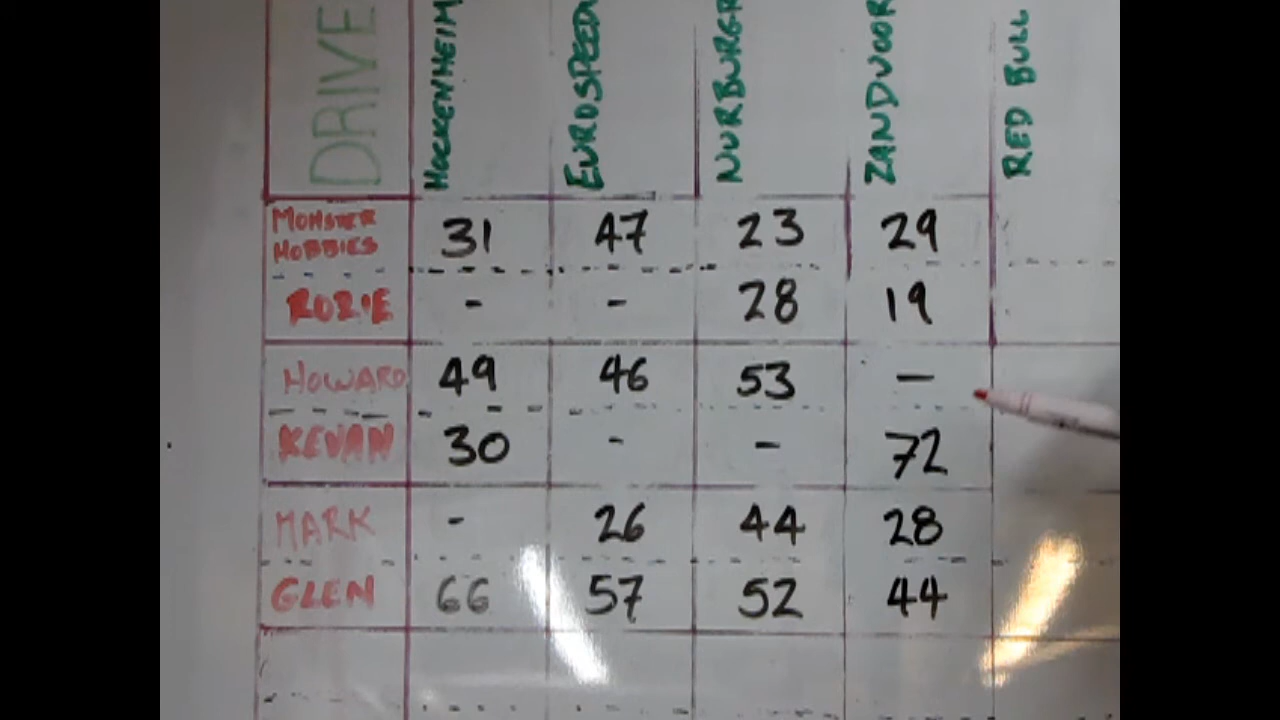 DRIVE HOCKENHEIM EUROSPEED NURBURGR ZANDVOOR RED BULL
MONSTER
HOBBIES 31 47 23 29
ROZIE - - 28 19
HOWARD 49 46 53 —
KEVAN 30 - - 72
MARK - 26 44 28
GLEN 66 57 52 44